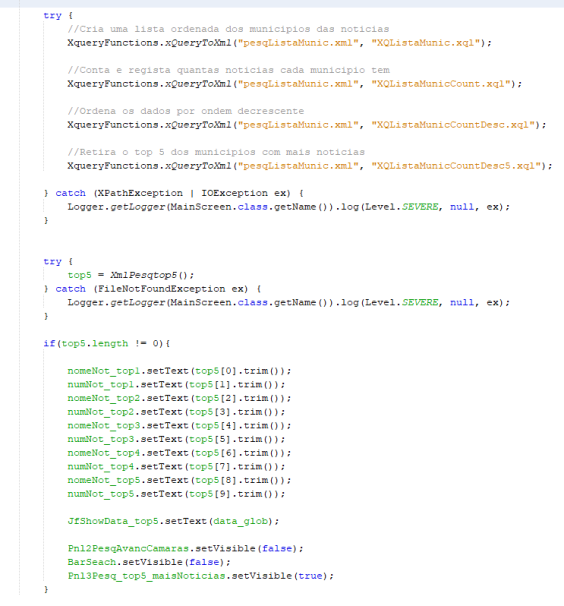 try {
//Cria uma lista ordenada dos municipios das noticias
XqueryFunctions.xQueryToXml("pesqListaMunic.xml", "XQListaMunic.xql");
//Conta e regista quantas noticias cada municipio tem
XqueryFunctions.xQueryToXml("pesqListaMunic.xml", "XQListaMunicCount.xql");
//Ordena os dados por ondem decrescente
XqueryFunctions.xQueryToXml("pesqListaMunic.xml", "XQListaMunicCountDesc.xql");
//Retira o top 5 dos municipios com mais noticias
XqueryFunctions.xQueryToXml("pesqListaMunic.xml", "XQListaMunicCountDesc5.xql");
} catch (XPathException | IOException ex) {
Logger.getLogger(MainScreen.class.getName()).log(Level.SEVERE, null, ex);
}
try {
top5 = XmlPesqtop5();
} catch (FileNotFoundException ex) {
Logger.getLogger(MainScreen.class.getName()).log(Level.SEVERE, null, ex);
}
if(top5.length != 0){
nomeNot_top1.setText(top5[0].trim());
numNot_top1.setText(top5[1].trim());
nomeNot_top2.setText(top5[2].trim());
numNot_top2.setText(top5[3].trim());
nomeNot_top3.setText(top5[4].trim());
numNot_top3.setText(top5[5].trim());
nomeNot_top4.setText(top5[6].trim());
numNot_top4.setText(top5[7].trim());
nomeNot_top5.setText(top5[8].trim());
numNot_top5.setText(top5[9].trim());
JfShowData_top5.setText(data_glob);
Pnl2PesqAvancCamaras.setVisible(false);
BarSeach.setVisible(false);
Pnl3Pesq_top5_maisNoticias.setVisible(true);
}